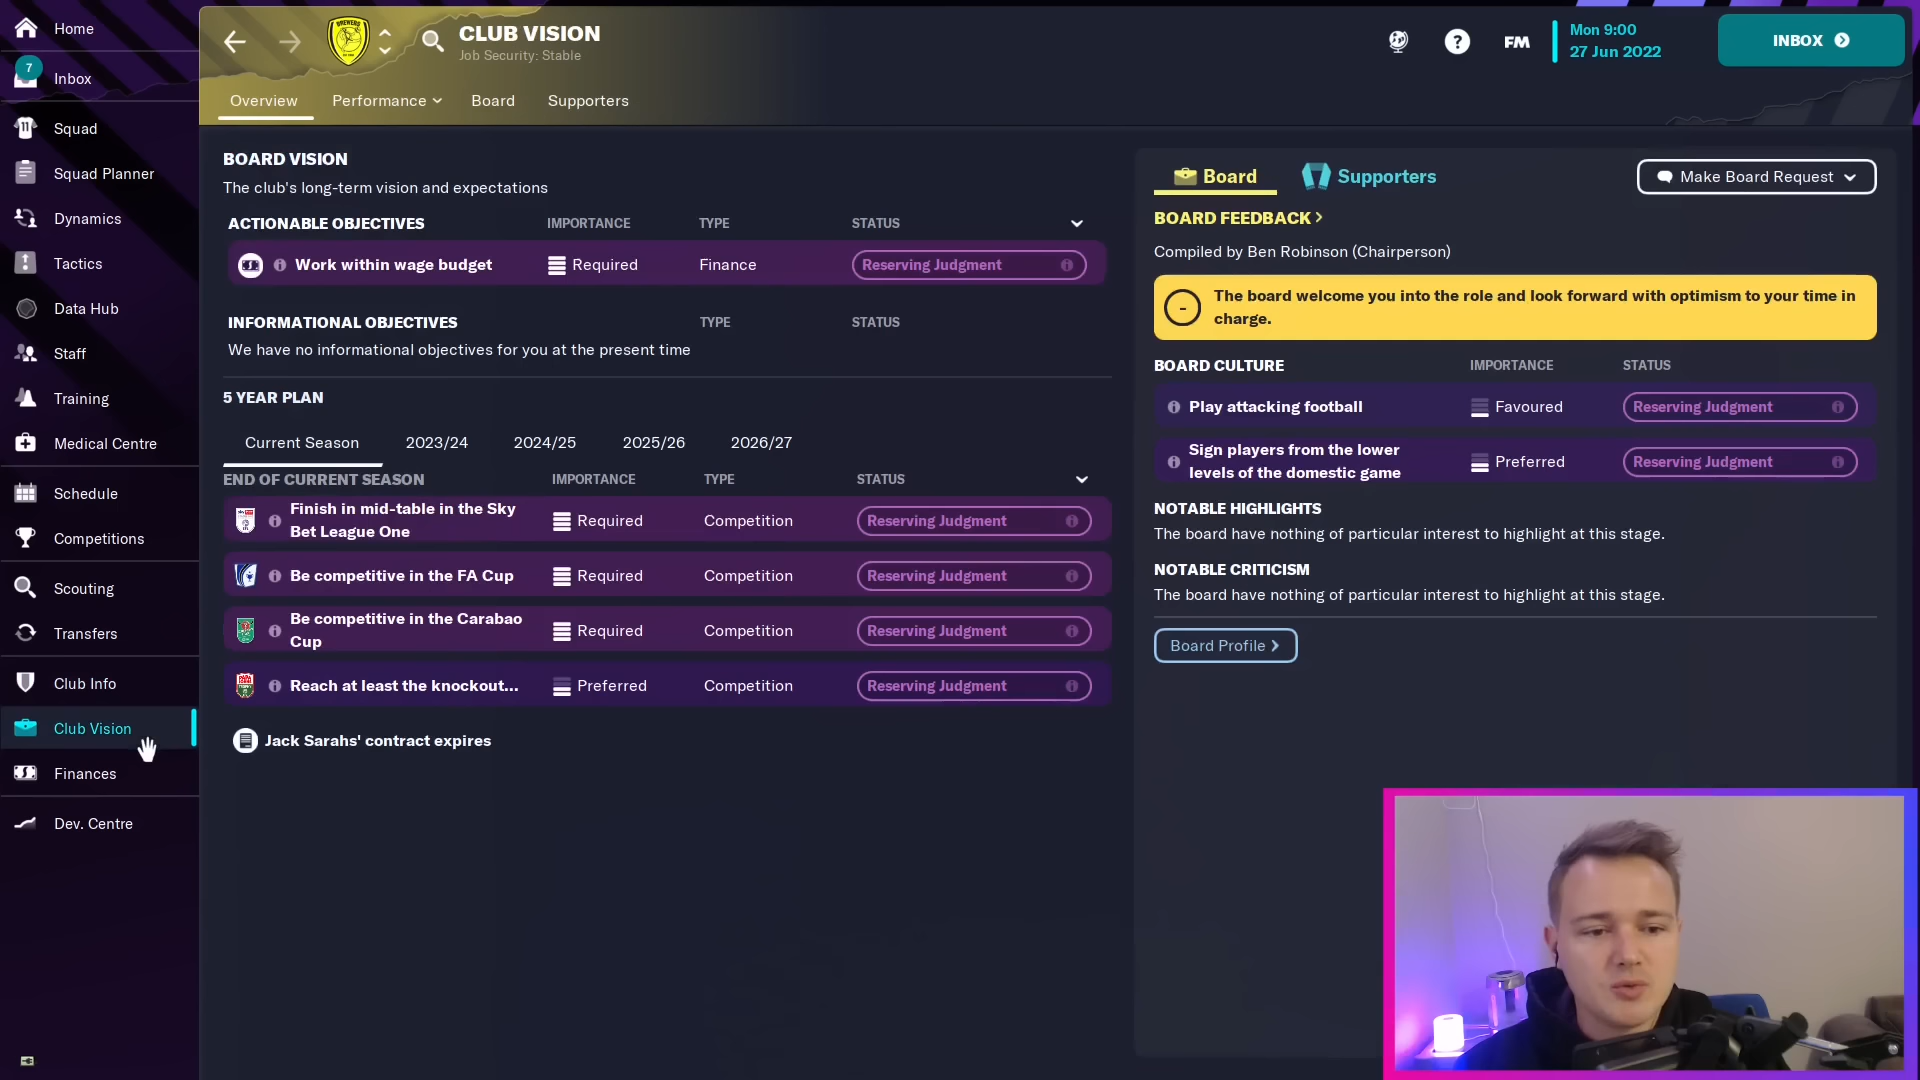 Home
7
Inbox
Squad
Squad Planner
Dynamics
Tactics
Data Hub
Staff
Training
Medical Centre
Schedule
Competitions
Scouting
Transfers
Club Info
Club Vision
Finances
Dev. Centre
BREWERS
CLUB VISION
Job Security: Stable
?
FM
Mon 9:00
27 Jun 2022
INBOX
Overview
Performance
Board
Supporters
BOARD VISION
The club's long-term vision and expectations
ACTIONABLE OBJECTIVES IMPORTANCE TYPE STATUS
Work within wage budget Required Finance Reserving Judgment
INFORMATIONAL OBJECTIVES TYPE STATUS
We have no informational objectives for you at the present time
5 YEAR PLAN
Current Season 2023/24 2024/25 2025/26 2026/27
END OF CURRENT SEASON IMPORTANCE TYPE STATUS
Finish in mid-table in the Sky
Bet League One
Required Competition Reserving Judgment
Be competitive in the FA Cup Required Competition Reserving Judgment
Be competitive in the Carabao
Cup
Required Competition Reserving Judgment
Reach at least the knockout... Preferred Competition Reserving Judgment
Jack Sarahs' contract expires
Board
Supporters
Make Board Request
BOARD FEEDBACK
Compiled by Ben Robinson (Chairperson)
The board welcome you into the role and look forward with optimism to your time in
charge.
BOARD CULTURE IMPORTANCE STATUS
Play attacking football Favoured Reserving Judgment
Sign players from the lower
levels of the domestic game
Preferred Reserving Judgment
NOTABLE HIGHLIGHTS
The board have nothing of particular interest to highlight at this stage.
NOTABLE CRITICISM
The board have nothing of particular interest to highlight at this stage.
Board Profile